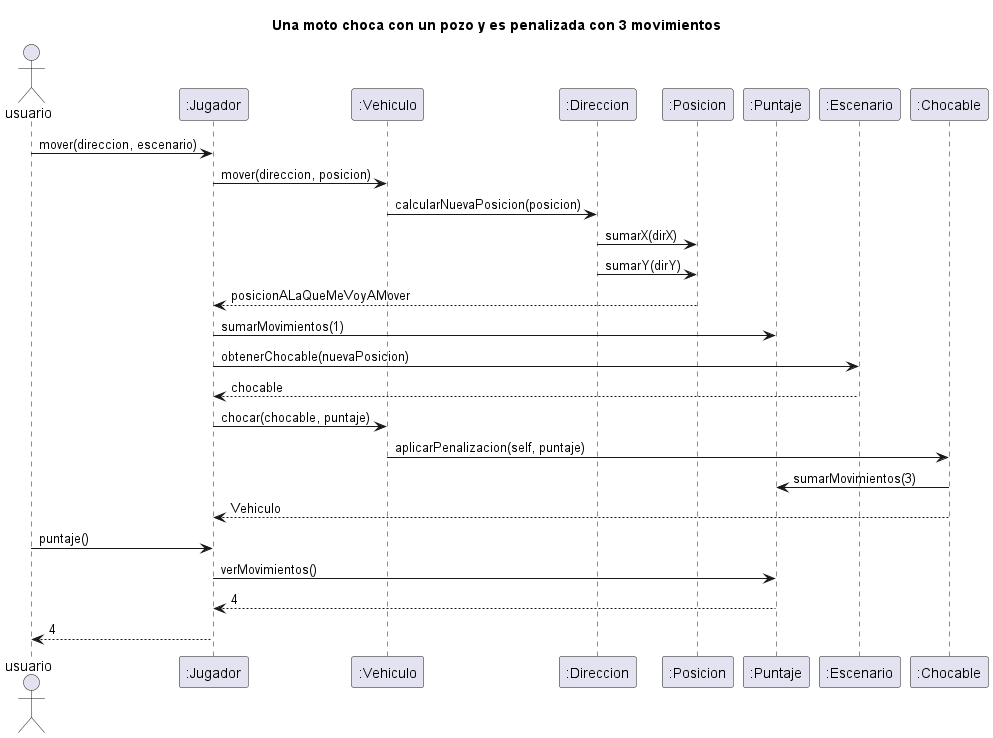 Una moto choca con un pozo y es penalizada con 3 movimientos
usuario
:Jugador
:Vehiculo
:Direccion
:Posicion
:Puntaje
:Escenario
:Chocable
mover(direccion, escenario)
mover(direccion, posicion)
calcularNuevaPosicion(posicion)
sumarX(dirX)
sumarY(dirY)
posicionALaQueMeVoyAMover
sumarMovimientos(1)
obtenerChocable(nuevaPosicion)
chocable
chocar(chocable, puntaje)
aplicarPenalizacion(self, puntaje)
sumarMovimientos(3)
Vehiculo
puntaje()
verMovimientos()
4
4
usuario
:Jugador
:Vehiculo
:Direccion
:Posicion
:Puntaje
:Escenario
:Chocable